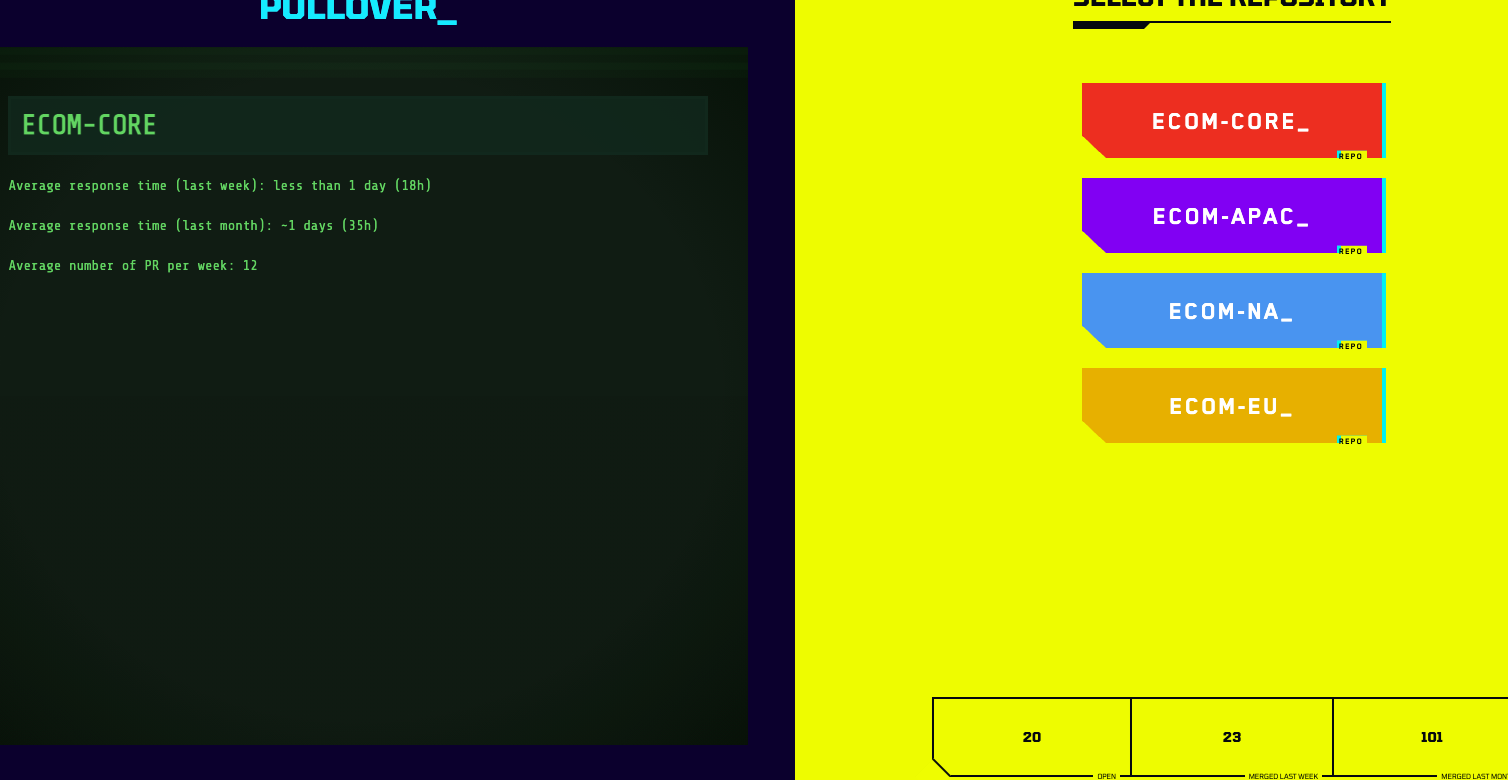 PULLOVER_
ECOM-CORE
Average response time (last week): less than 1 day (18h)
Average response time (last month): ~1 days (35h)
Average number of PR per week: 12
SELECT THE REPOSITORY
ECOM-CORE_
REPO
ECOM-APAC_
REPO
ECOM-NA_
REPO
ECOM-EU_
REPO
20
OPEN
23
MERGED LAST WEEK
101
MERGED LAST